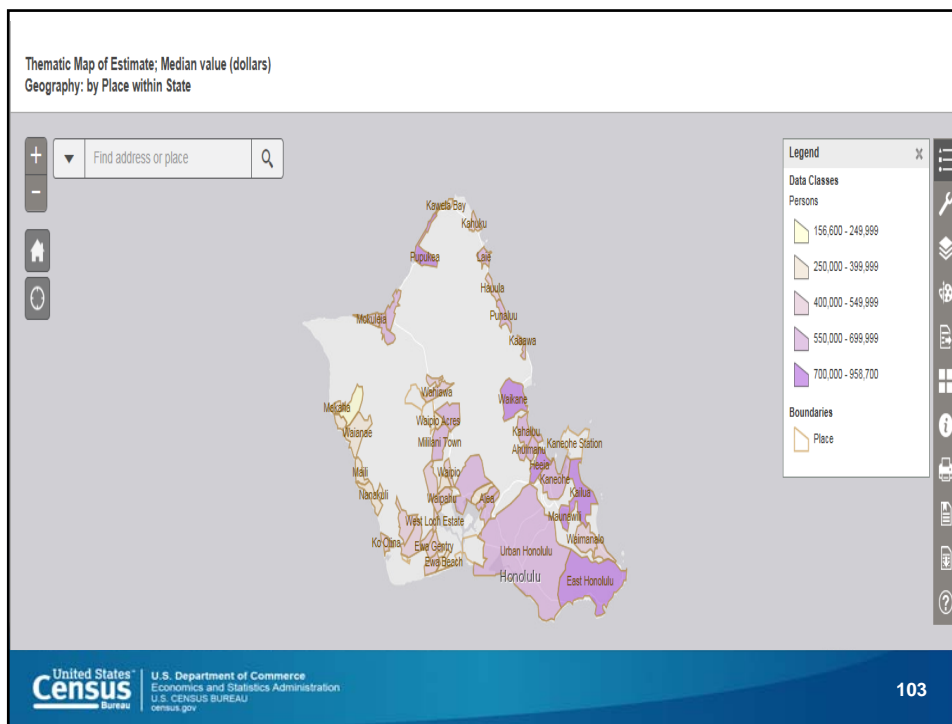 Thematic Map of Estimate; Median value (dollars)
Geography: by Place within State
+
Find address or place
−
Legend
x
Data Classes
Persons
156,600 - 249,999
250,000 - 399,999
400,000 - 549,999
550,000 - 699,999
700,000 - 958,700
Boundaries
Place
Kawela Bay
Kahuku
Pupukea
Laie
Hauula
Punaluu
Mokuleia
Kaaawa
Wahiawa
Waikane
Makaha
Waipio Acres
Waianae
Kahaluu
Mililani Town
Kaneohe Station
Ahuimanu
Heeia
Maili
Waipio
Kaneohe
Nanakuli
Waipahu
Aiea
Kailua
Maunawili
West Loch Estate
Waimanalo
Ko Olina
Ewa Gentry
Urban Honolulu
Ewa Beach
Honolulu
East Honolulu
United States™
Census
Bureau
U.S. Department of Commerce
Economics and Statistics Administration
U.S. CENSUS BUREAU
census.gov
103